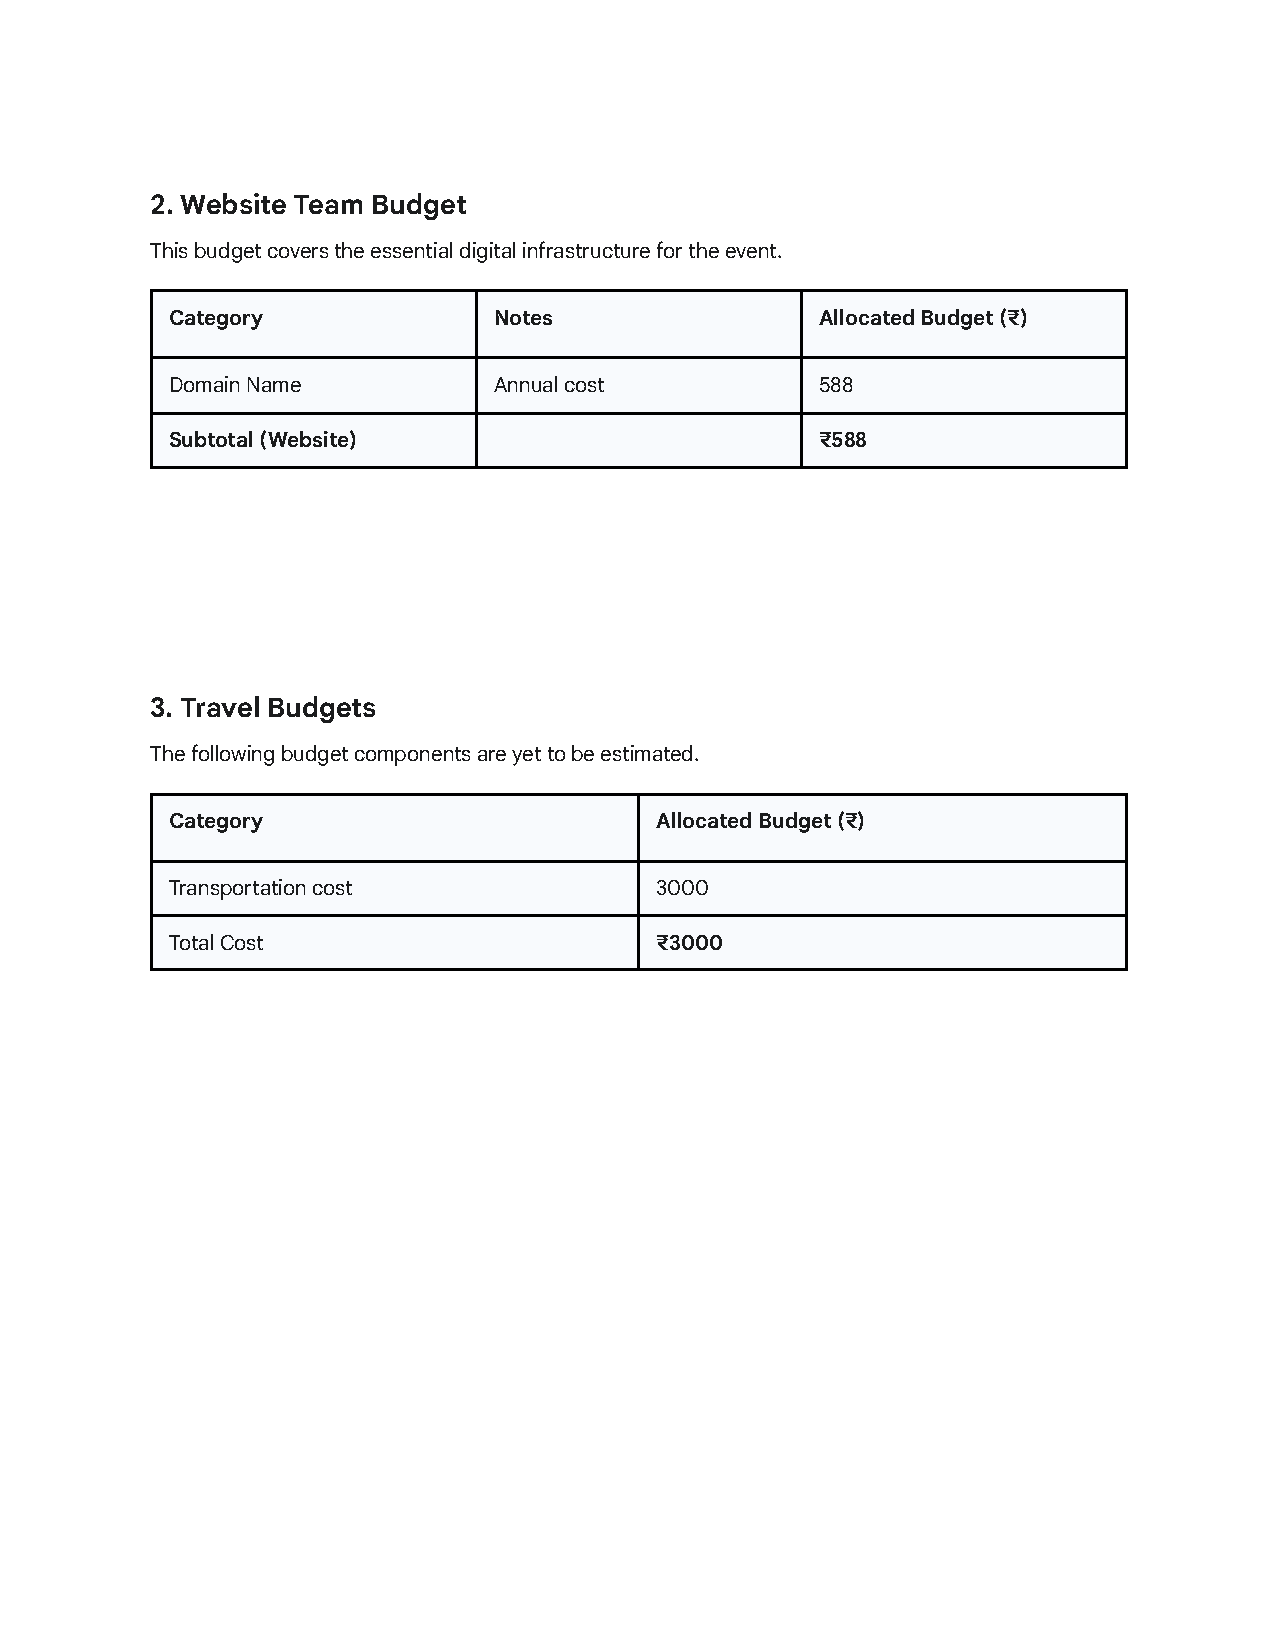 2. Website Team Budget
This budget covers the essential digital infrastructure for the event.
Category Notes Allocated Budget (₹)
Domain Name Annual cost 588
Subtotal (Website) ₹588
3. Travel Budgets
The following budget components are yet to be estimated.
Category Allocated Budget (₹)
Transportation cost 3000
Total Cost ₹3000